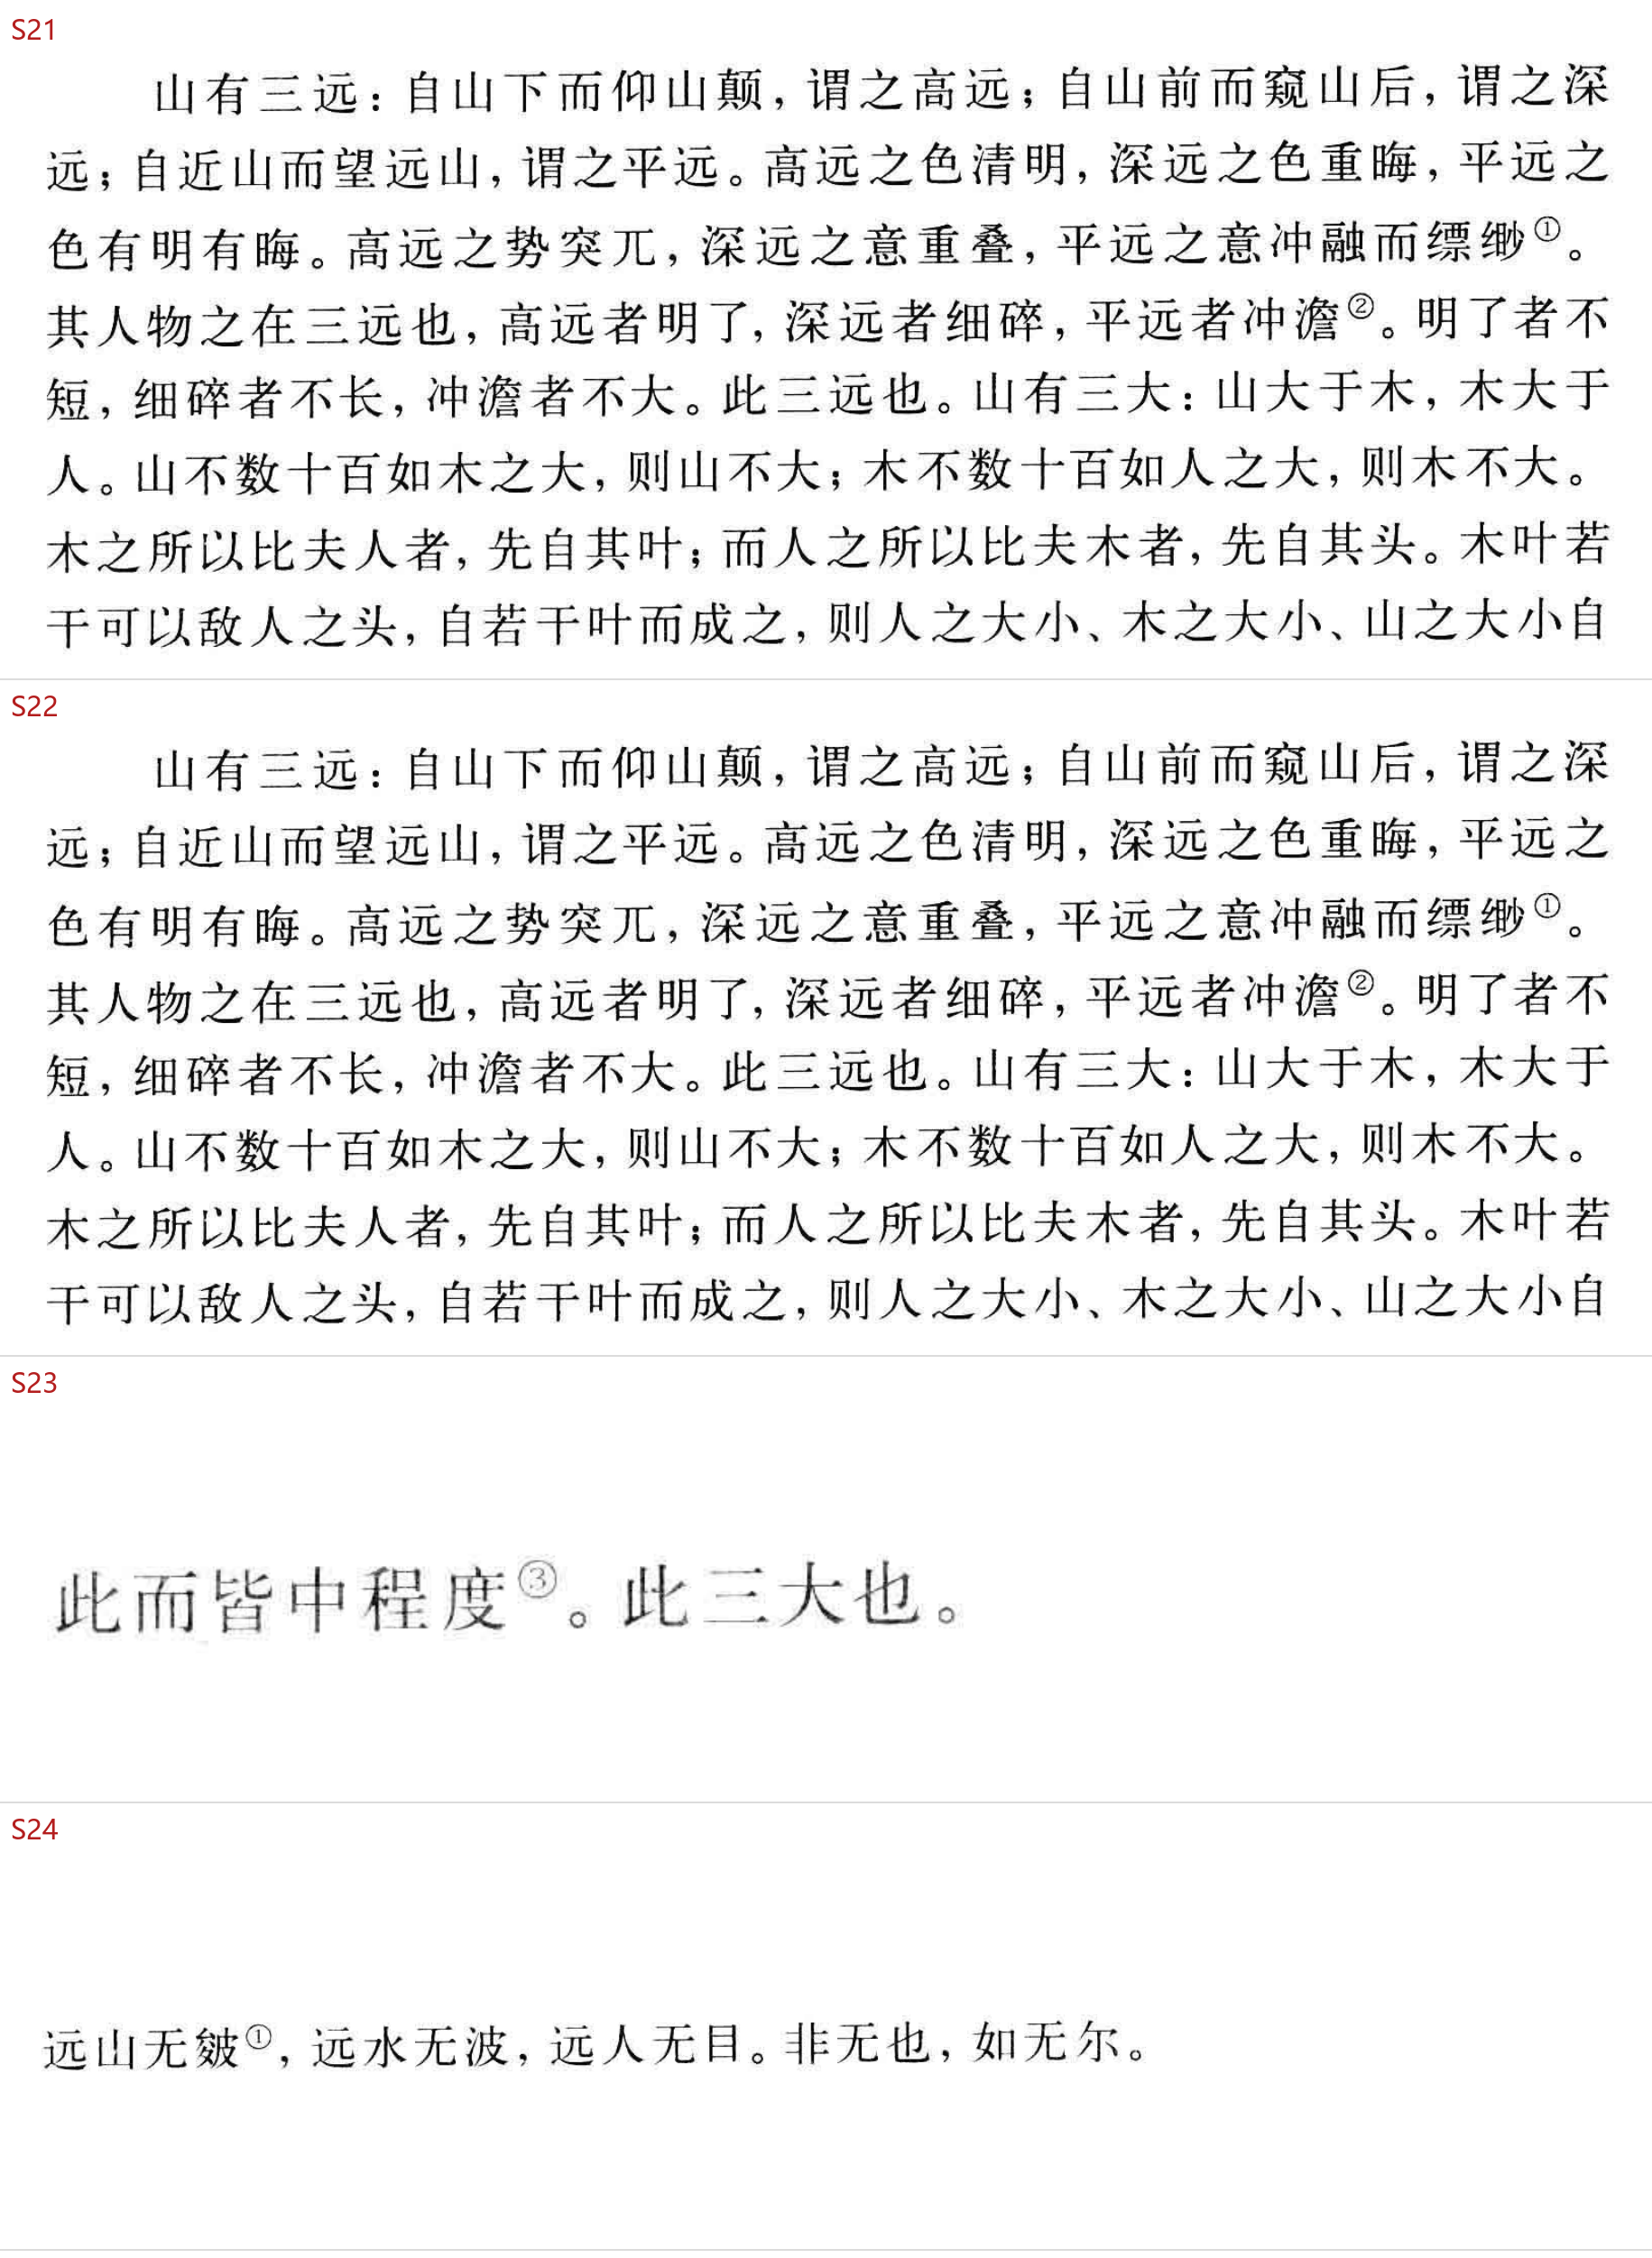 S21
山有三远：自山下而仰山颠，谓之高远；自山前而窥山后，谓之深
远；自近山而望远山，谓之平远。高远之色清明，深远之色重晦，平远之
色有明有晦。高远之势突兀，深远之意重叠，平远之意冲融而缥缈①。
其人物之在三远也，高远者明了，深远者细碎，平远者冲澹②。明了者不
短，细碎者不长，冲澹者不大。此三远也。山有三大：山大于木，木大于
人。山不数十百如木之大，则山不大；木不数十百如人之大，则木不大。
木之所以比夫人者，先自其叶；而人之所以比夫木者，先自其头。木叶若
干可以敌人之头，自若干叶而成之，则人之大小、木之大小、山之大小自
S22
山有三远：自山下而仰山颠，谓之高远；自山前而窥山后，谓之深
远；自近山而望远山，谓之平远。高远之色清明，深远之色重晦，平远之
色有明有晦。高远之势突兀，深远之意重叠，平远之意冲融而缥缈①。
其人物之在三远也，高远者明了，深远者细碎，平远者冲澹②。明了者不
短，细碎者不长，冲澹者不大。此三远也。山有三大：山大于木，木大于
人。山不数十百如木之大，则山不大；木不数十百如人之大，则木不大。
木之所以比夫人者，先自其叶；而人之所以比夫木者，先自其头。木叶若
干可以敌人之头，自若干叶而成之，则人之大小、木之大小、山之大小自
S23
此而皆中程度③。此三大也。
S24
远山无皴①，远水无波，远人无目。非无也，如无尔。